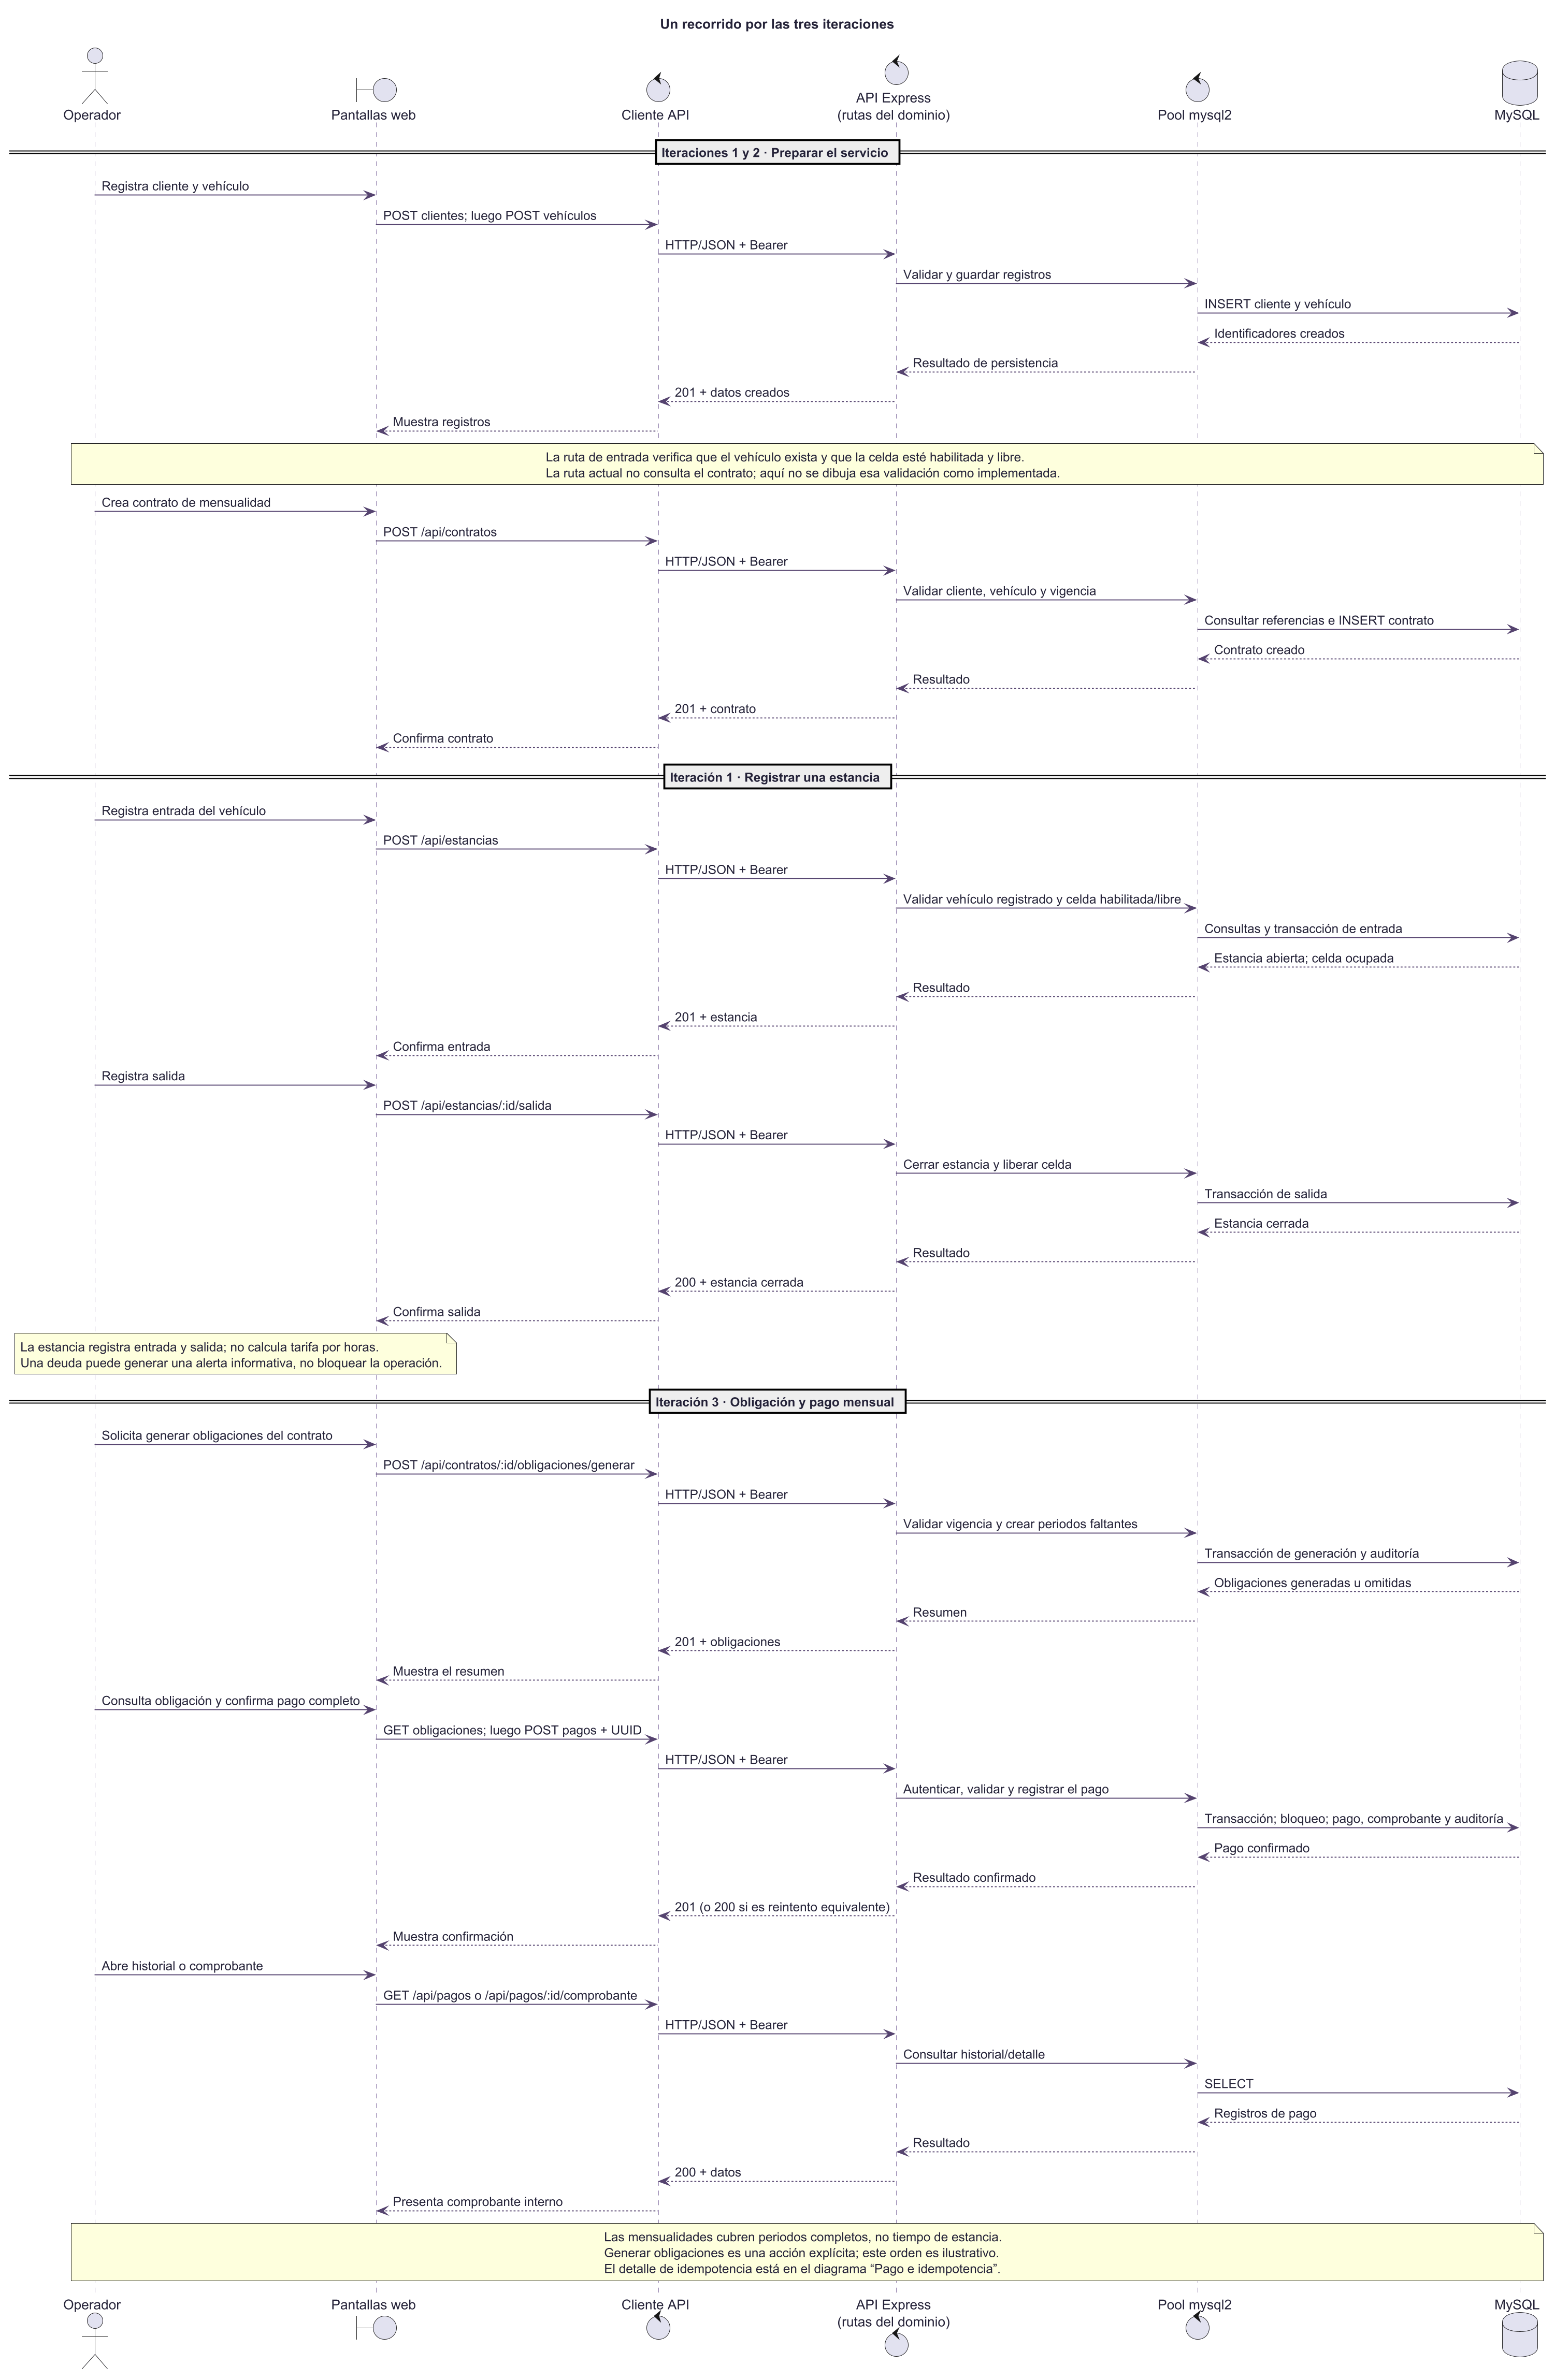 Un recorrido por las tres iteraciones
Operador
Pantallas web
Cliente API
API Express
(rutas del dominio)
Pool mysql2
MySQL
Iteraciones 1 y 2 · Preparar el servicio
Registra cliente y vehículo
POST clientes; luego POST vehículos
HTTP/JSON + Bearer
Validar y guardar registros
INSERT cliente y vehículo
Identificadores creados
Resultado de persistencia
201 + datos creados
Muestra registros
La ruta de entrada verifica que el vehículo exista y que la celda esté habilitada y libre.
La ruta actual no consulta el contrato; aquí no se dibuja esa validación como implementada.
Crea contrato de mensualidad
POST /api/contratos
HTTP/JSON + Bearer
Validar cliente, vehículo y vigencia
Consultar referencias e INSERT contrato
Contrato creado
Resultado
201 + contrato
Confirma contrato
Iteración 1 · Registrar una estancia
Registra entrada del vehículo
POST /api/estancias
HTTP/JSON + Bearer
Validar vehículo registrado y celda habilitada/libre
Consultas y transacción de entrada
Estancia abierta; celda ocupada
Resultado
201 + estancia
Confirma entrada
Registra salida
POST /api/estancias/:id/salida
HTTP/JSON + Bearer
Cerrar estancia y liberar celda
Transacción de salida
Estancia cerrada
Resultado
200 + estancia cerrada
Confirma salida
La estancia registra entrada y salida; no calcula tarifa por horas.
Una deuda puede generar una alerta informativa, no bloquear la operación.
Iteración 3 · Obligación y pago mensual
Solicita generar obligaciones del contrato
POST /api/contratos/:id/obligaciones/generar
HTTP/JSON + Bearer
Validar vigencia y crear periodos faltantes
Transacción de generación y auditoría
Obligaciones generadas u omitidas
Resumen
201 + obligaciones
Muestra el resumen
Consulta obligación y confirma pago completo
GET obligaciones; luego POST pagos + UUID
HTTP/JSON + Bearer
Autenticar, validar y registrar el pago
Transacción; bloqueo; pago, comprobante y auditoría
Pago confirmado
Resultado confirmado
201 (o 200 si es reintento equivalente)
Muestra confirmación
Abre historial o comprobante
GET /api/pagos o /api/pagos/:id/comprobante
HTTP/JSON + Bearer
Consultar historial/detalle
SELECT
Registros de pago
Resultado
200 + datos
Presenta comprobante interno
Las mensualidades cubren periodos completos, no tiempo de estancia.
Generar obligaciones es una acción explícita; este orden es ilustrativo.
El detalle de idempotencia está en el diagrama “Pago e idempotencia”.
Operador
Pantallas web
Cliente API
API Express
(rutas del dominio)
Pool mysql2
MySQL